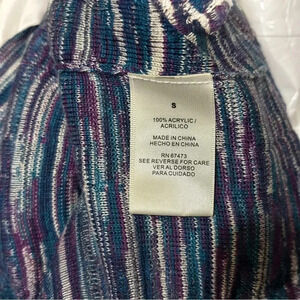 S
100% ACRYLIC /
ACRILICO
MADE IN CHINA
HECHO EN CHINA
RN 67473
SEE REVERSE FOR CARE
VER AL DORSO
PARA CUIDADO